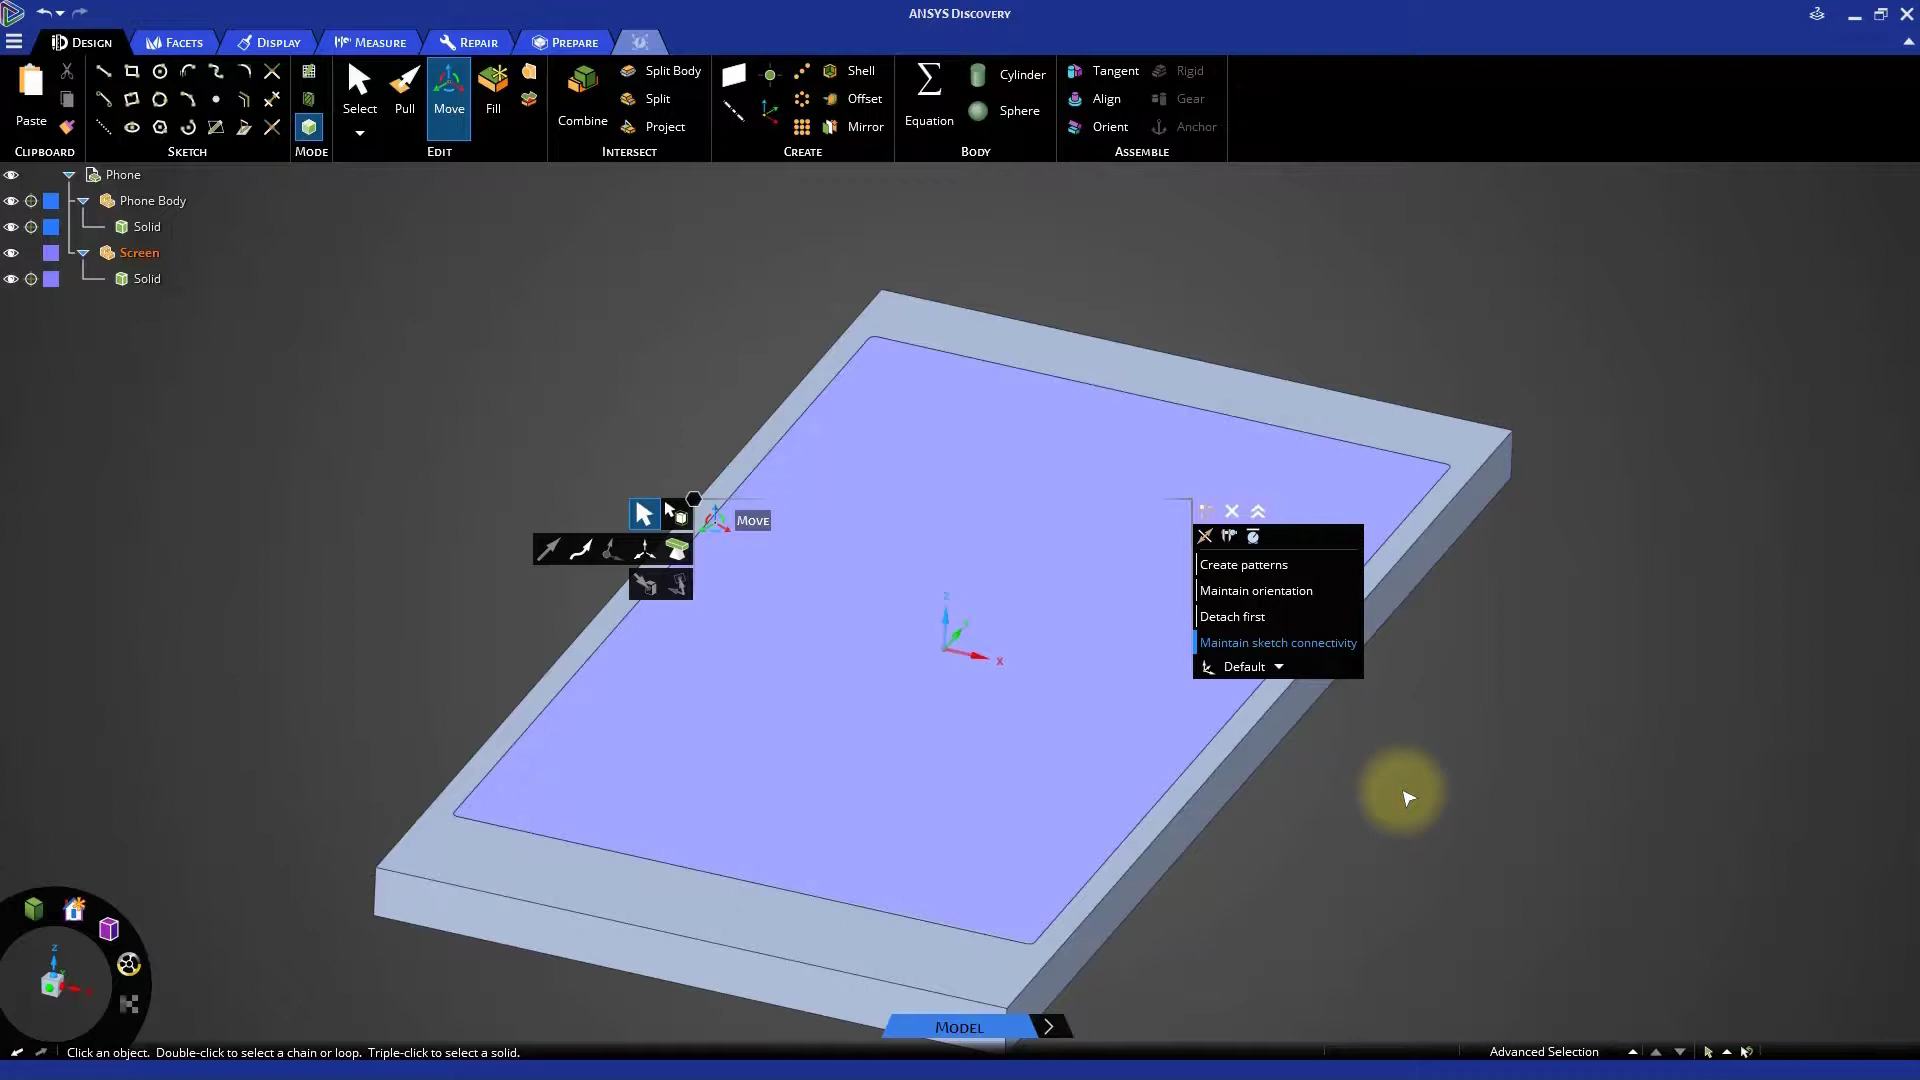 ANSYS Discovery
Design
Facets
Display
Measure
Repair
Prepare
Paste
Clipboard
Sketch
Mode
Select
Pull
Move
Fill
Edit
Combine
Split Body
Split
Project
Intersect
Shell
Offset
Mirror
Create
Equation
Cylinder
Sphere
Body
Tangent
Align
Orient
Rigid
Gear
Anchor
Assemble
Phone
Phone Body
Solid
Screen
Solid
Move
Create patterns
Maintain orientation
Detach first
Maintain sketch connectivity
Default
Z
X
Z
Model
Click an object. Double-click to select a chain or loop. Triple-click to select a solid.
Advanced Selection